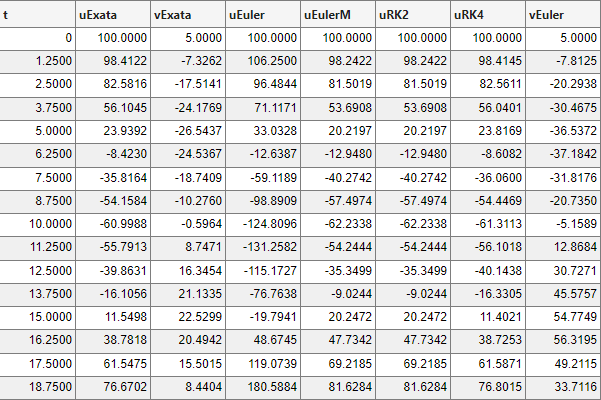 t uExata vExata uEuler uEulerM uRK2 uRK4 vEuler
0 100.0000 5.0000 100.0000 100.0000 100.0000 100.0000 5.0000
1.2500 98.4122 -7.3262 106.2500 98.2422 98.2422 98.4145 -7.8125
2.5000 82.5816 -17.5141 96.4844 81.5019 81.5019 82.5611 -20.2938
3.7500 56.1045 -24.1769 71.1171 53.6908 53.6908 56.0401 -30.4675
5.0000 23.9392 -26.5437 33.0328 20.2197 20.2197 23.8169 -36.5372
6.2500 -8.4230 -24.5367 -12.6387 -12.9480 -12.9480 -8.6082 -37.1842
7.5000 -35.8164 -18.7409 -59.1189 -40.2742 -40.2742 -36.0600 -31.8176
8.7500 -54.1584 -10.2760 -98.8909 -57.4974 -57.4974 -54.4469 -20.7350
10.0000 -60.9988 -0.5964 -124.8096 -62.2338 -62.2338 -61.3113 -5.1589
11.2500 -55.7913 8.7471 -131.2582 -54.2444 -54.2444 -56.1018 12.8684
12.5000 -39.8631 16.3454 -115.1727 -35.3499 -35.3499 -40.1438 30.7271
13.7500 -16.1056 21.1335 -76.7638 -9.0244 -9.0244 -16.3305 45.5757
15.0000 11.5498 22.5299 -19.7941 20.2472 20.2472 11.4021 54.7749
16.2500 38.7818 20.4942 48.6745 47.7342 47.7342 38.7253 56.3195
17.5000 61.5475 15.5015 119.0739 69.2185 69.2185 61.5871 49.2115
18.7500 76.6702 8.4404 180.5884 81.6284 81.6284 76.8015 33.7116